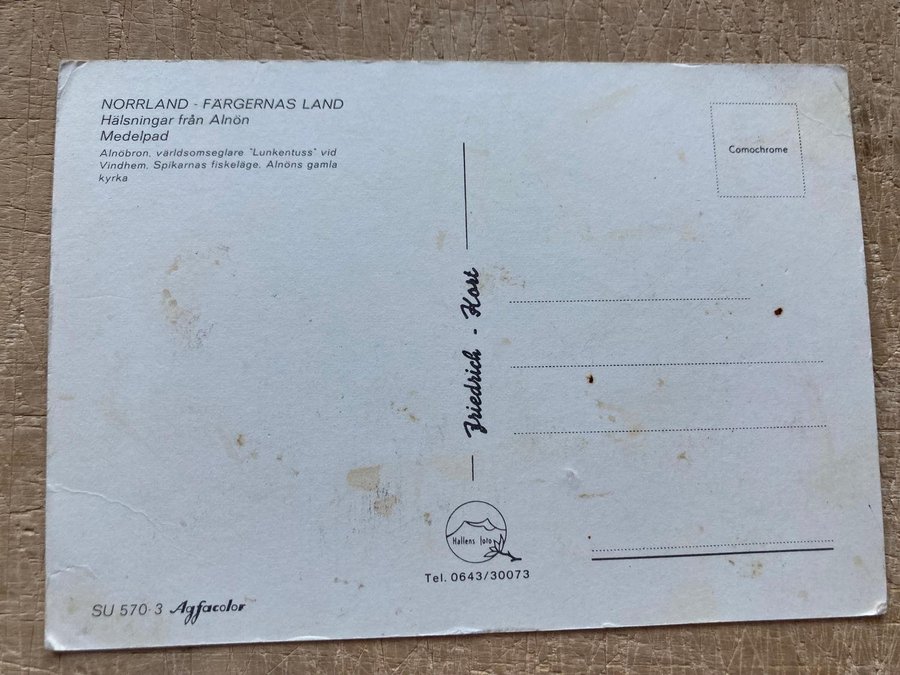 NORRLAND - FÄRGERNAS LAND
Hälsningar från Alnön
Medelpad
Alnöbron, världsomseglare "Lunkentuss" vid
Vindhem. Spikarnas fiskeläge. Alnöns gamla
kyrka
Comochrome
Friedrich - Kort
Hallens foto
Tel. 0643/30073
SU 570-3 Agfacolor